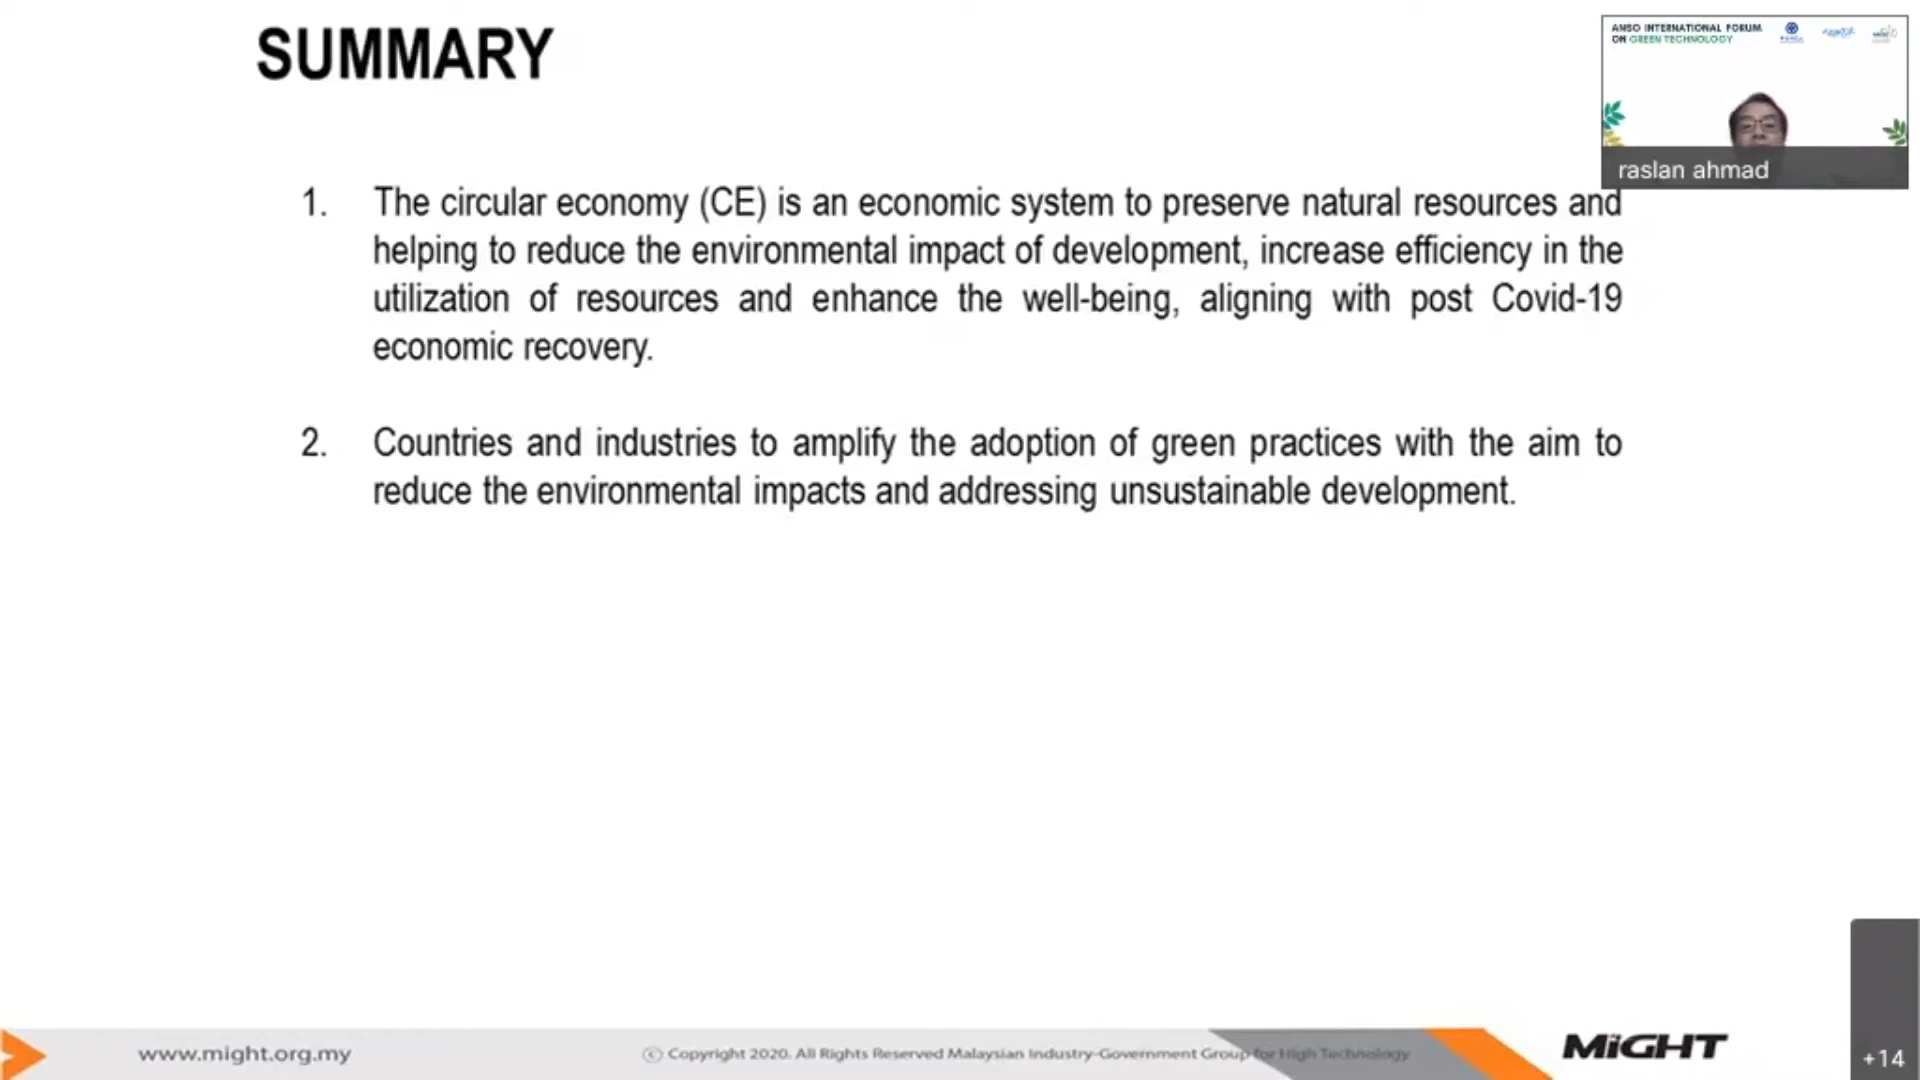 SUMMARY
ANSO INTERNATIONAL FORUM
ON GREEN TECHNOLOGY
raslan ahmad
1. The circular economy (CE) is an economic system to preserve natural resources and
helping to reduce the environmental impact of development, increase efficiency in the
utilization of resources and enhance the well-being, aligning with post Covid-19
economic recovery.
2. Countries and industries to amplify the adoption of green practices with the aim to
reduce the environmental impacts and addressing unsustainable development.
www.might.org.my
© Copyright 2020. All Rights Reserved Malaysian Industry-Government Group for High Technology
MiGHT
+14